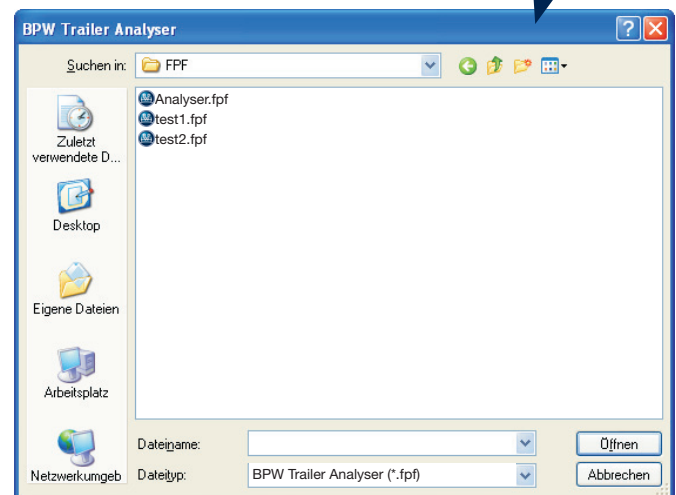 BPW Trailer Analyser
Suchen in:
FPF
Analyser.fpf
test1.fpf
test2.fpf
Zuletzt
verwendete D...
Desktop
Eigene Dateien
Arbeitsplatz
Netzwerkumgeb
Dateiname:
Öffnen
Dateityp:
BPW Trailer Analyser (*.fpf)
Abbrechen